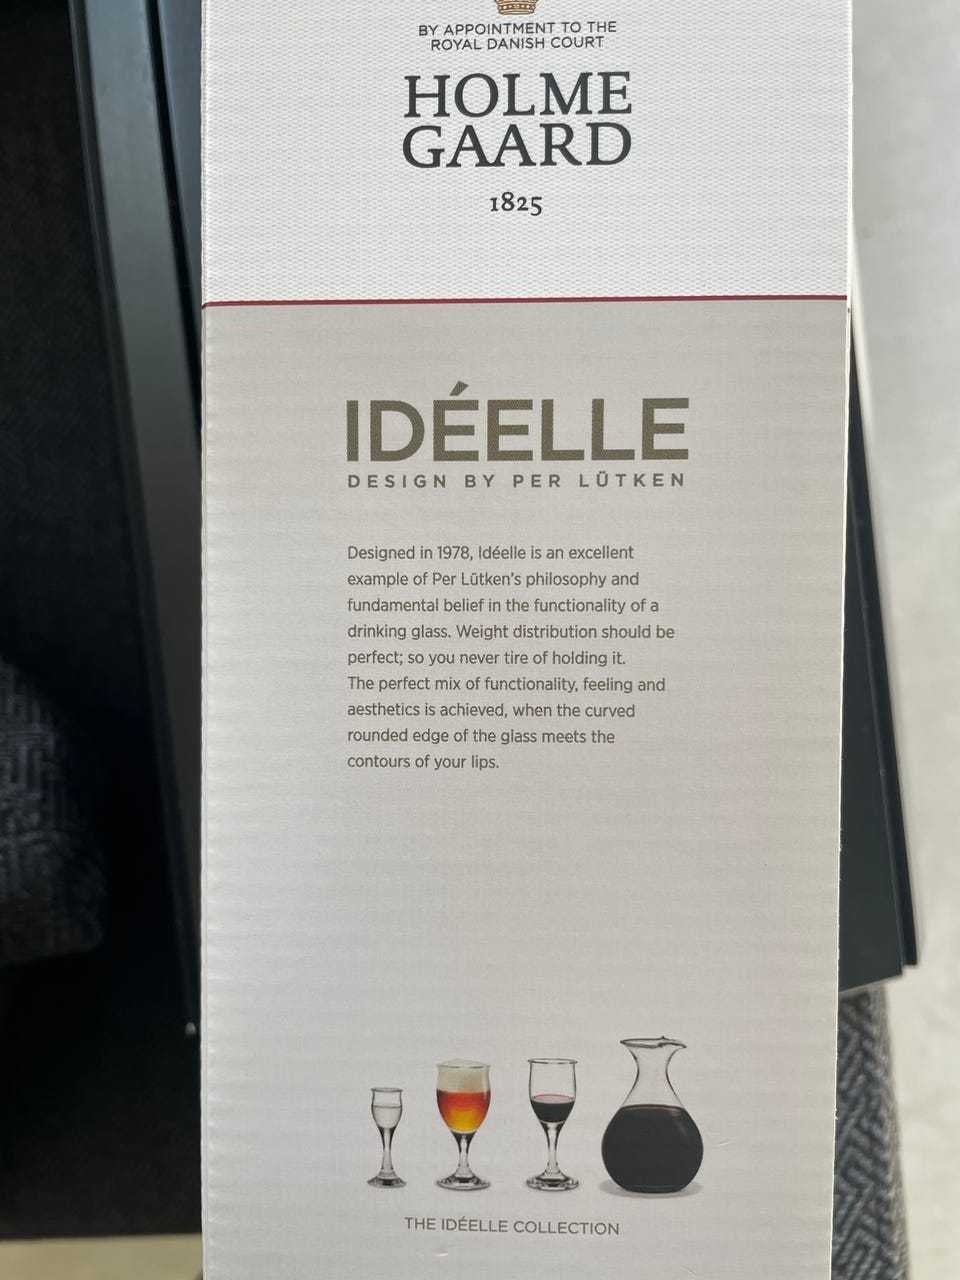 BY APPOINTMENT TO THE
ROYAL DANISH COURT
HOLME
GAARD
1825
IDÉELLE
DESIGN BY PER LÜTKEN
Designed in 1978, Idéelle is an excellent
example of Per Lütken's philosophy and
fundamental belief in the functionality of a
drinking glass. Weight distribution should be
perfect; so you never tire of holding it.
The perfect mix of functionality, feeling and
aesthetics is achieved, when the curved
rounded edge of the glass meets the
contours of your lips.
THE IDÉELLE COLLECTION